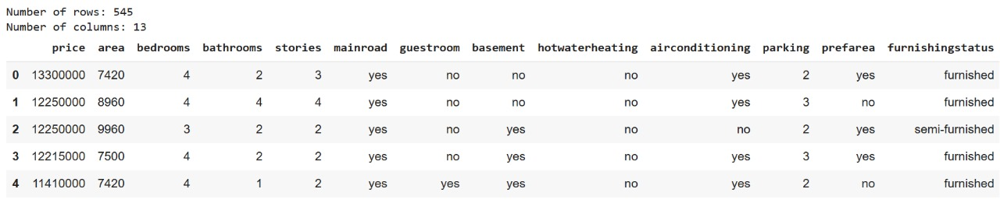 Number of rows: 545
Number of columns: 13
price area bedrooms bathrooms stories mainroad guestroom basement hotwaterheating airconditioning parking prefarea furnishingstatus
0 13300000 7420 4 2 3 yes no no no yes 2 yes furnished
1 12250000 8960 4 4 4 yes no no no yes 3 no furnished
2 12250000 9960 3 2 2 yes no yes no no 2 yes semi-furnished
3 12215000 7500 4 2 2 yes no yes no yes 3 yes furnished
4 11410000 7420 4 1 2 yes yes yes no yes 2 no furnished